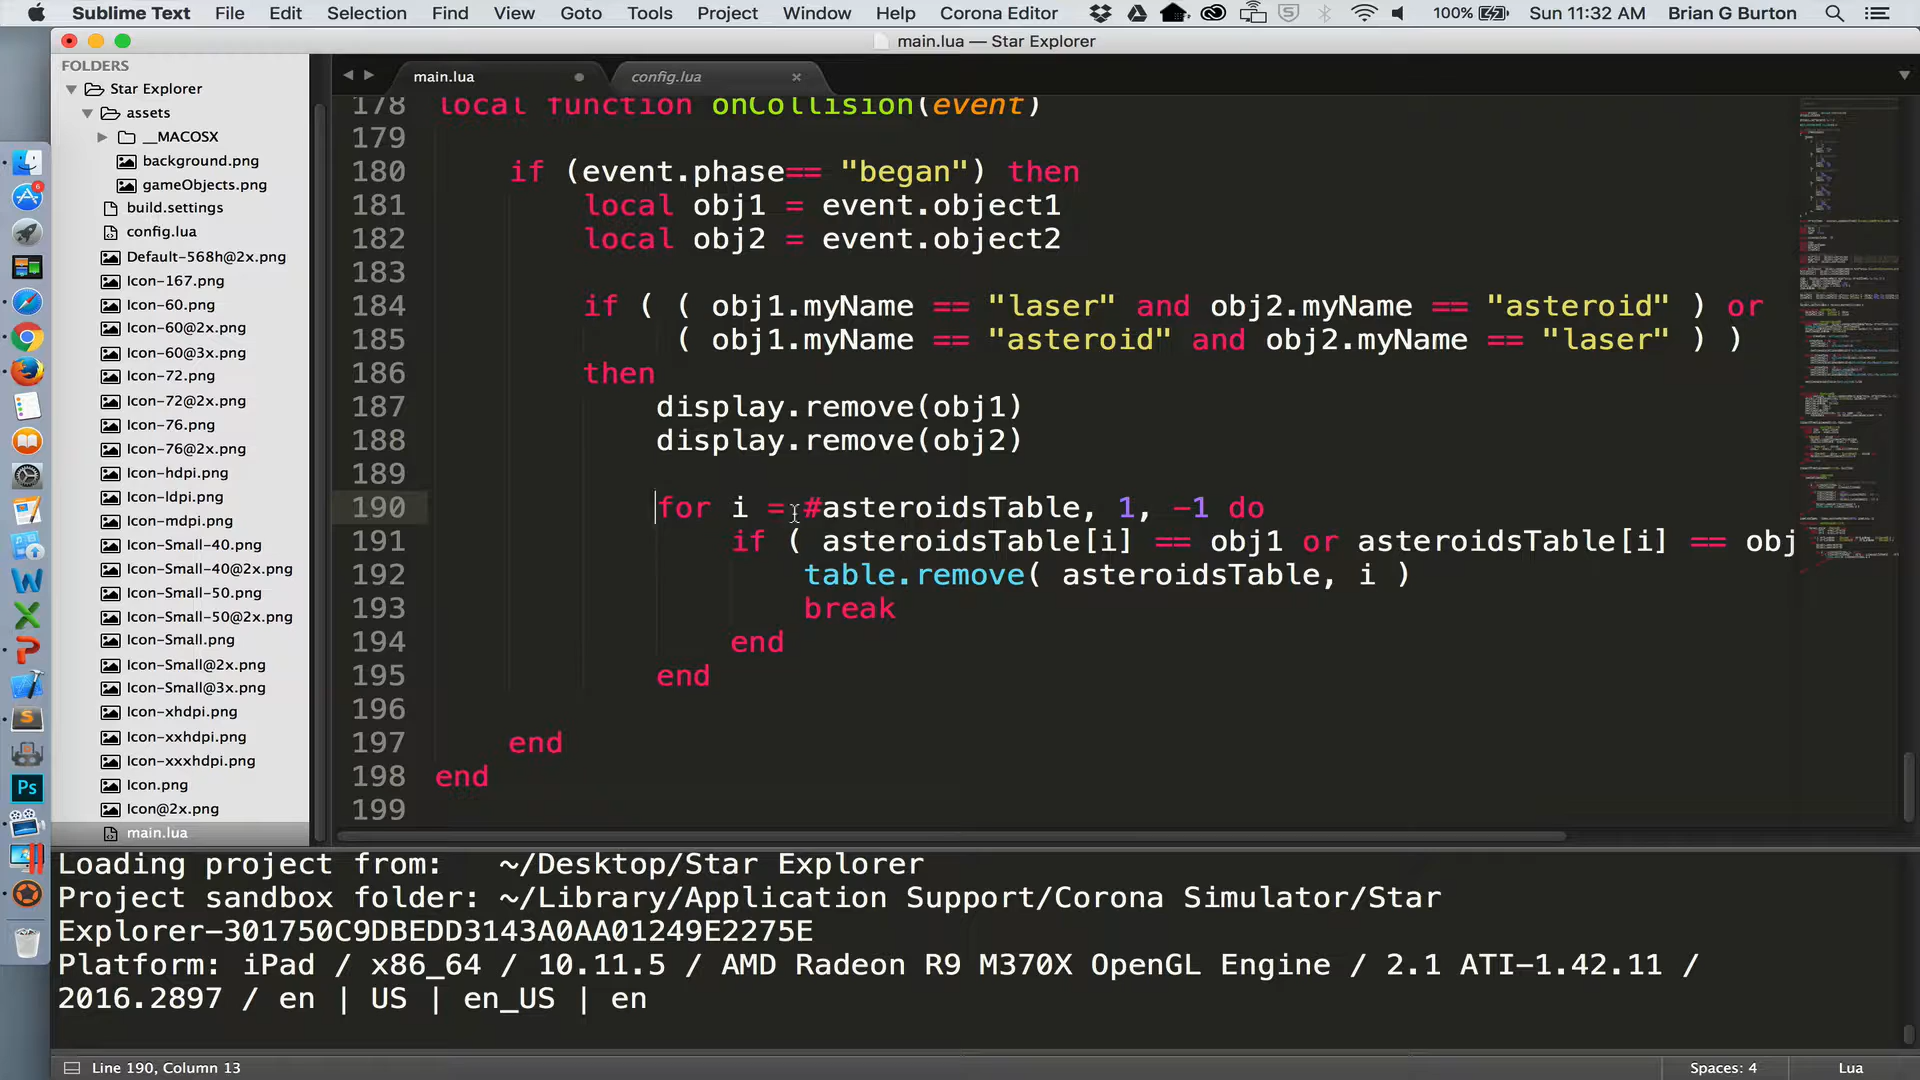 Sublime Text File Edit Selection Find View Goto Tools Project Window Help Corona Editor 100% Sun 11:32 AM Brian G Burton
main.lua — Star Explorer
FOLDERS
Star Explorer
assets
__MACOSX
background.png
gameObjects.png
build.settings
config.lua
Default-568h@2x.png
Icon-167.png
Icon-60.png
Icon-60@2x.png
Icon-60@3x.png
Icon-72.png
Icon-72@2x.png
Icon-76.png
Icon-76@2x.png
Icon-hdpi.png
Icon-ldpi.png
Icon-mdpi.png
Icon-Small-40.png
Icon-Small-40@2x.png
Icon-Small-50.png
Icon-Small-50@2x.png
Icon-Small.png
Icon-Small@2x.png
Icon-Small@3x.png
Icon-xhdpi.png
Icon-xxhdpi.png
Icon-xxxhdpi.png
Icon.png
Icon@2x.png
main.lua
main.lua config.lua
178 local function onCollision(event)
179
180 if (event.phase== "began") then
181 local obj1 = event.object1
182 local obj2 = event.object2
183
184 if ( ( obj1.myName == "laser" and obj2.myName == "asteroid" ) or
185 ( obj1.myName == "asteroid" and obj2.myName == "laser" ) )
186 then
187 display.remove(obj1)
188 display.remove(obj2)
189
190 for i = #asteroidsTable, 1, -1 do
191 if ( asteroidsTable[i] == obj1 or asteroidsTable[i] == obj
192 table.remove( asteroidsTable, i )
193 break
194 end
195 end
196
197 end
198 end
199
Loading project from: ~/Desktop/Star Explorer
Project sandbox folder: ~/Library/Application Support/Corona Simulator/Star
Explorer-301750C9DBEDD3143A0AA01249E2275E
Platform: iPad / x86_64 / 10.11.5 / AMD Radeon R9 M370X OpenGL Engine / 2.1 ATI-1.42.11 /
2016.2897 / en | US | en_US | en
Line 190, Column 13 Spaces: 4 Lua